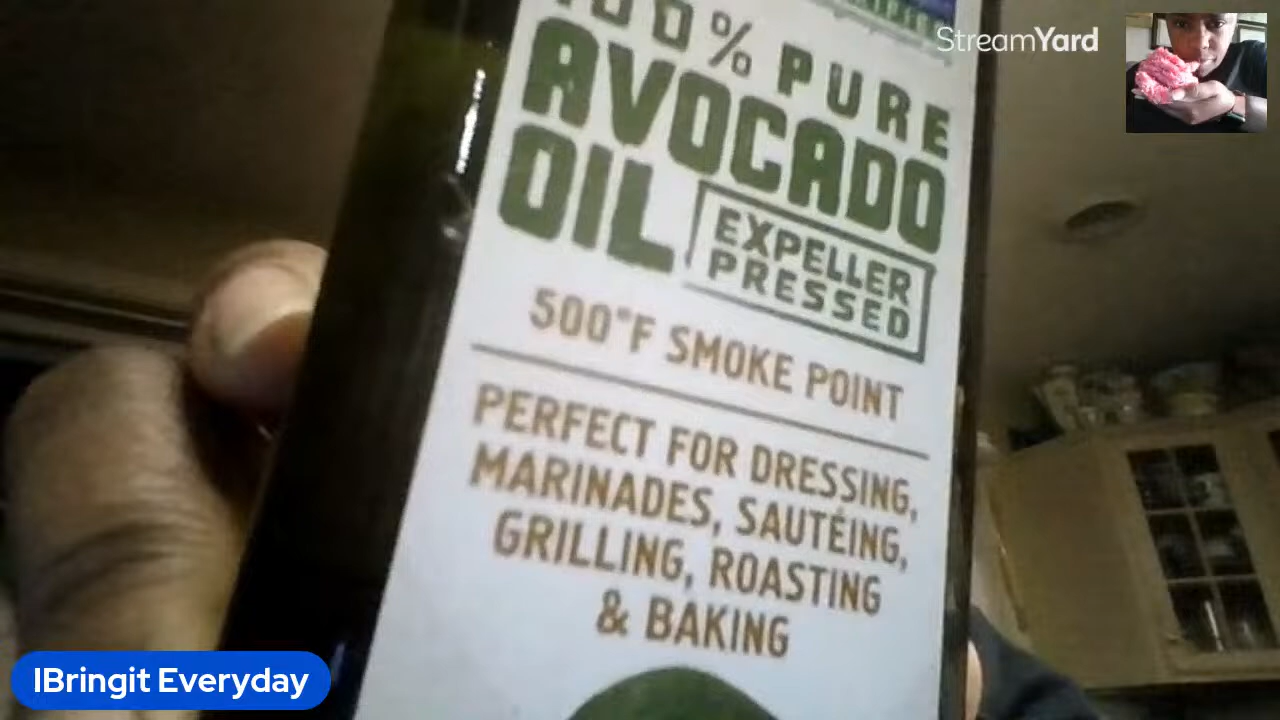 100% PURE
AVOCADO
OIL
EXPELLER
PRESSED
500°F SMOKE POINT
PERFECT FOR DRESSING,
MARINADES, SAUTÉING,
GRILLING, ROASTING
& BAKING
StreamYard
IBringit Everyday